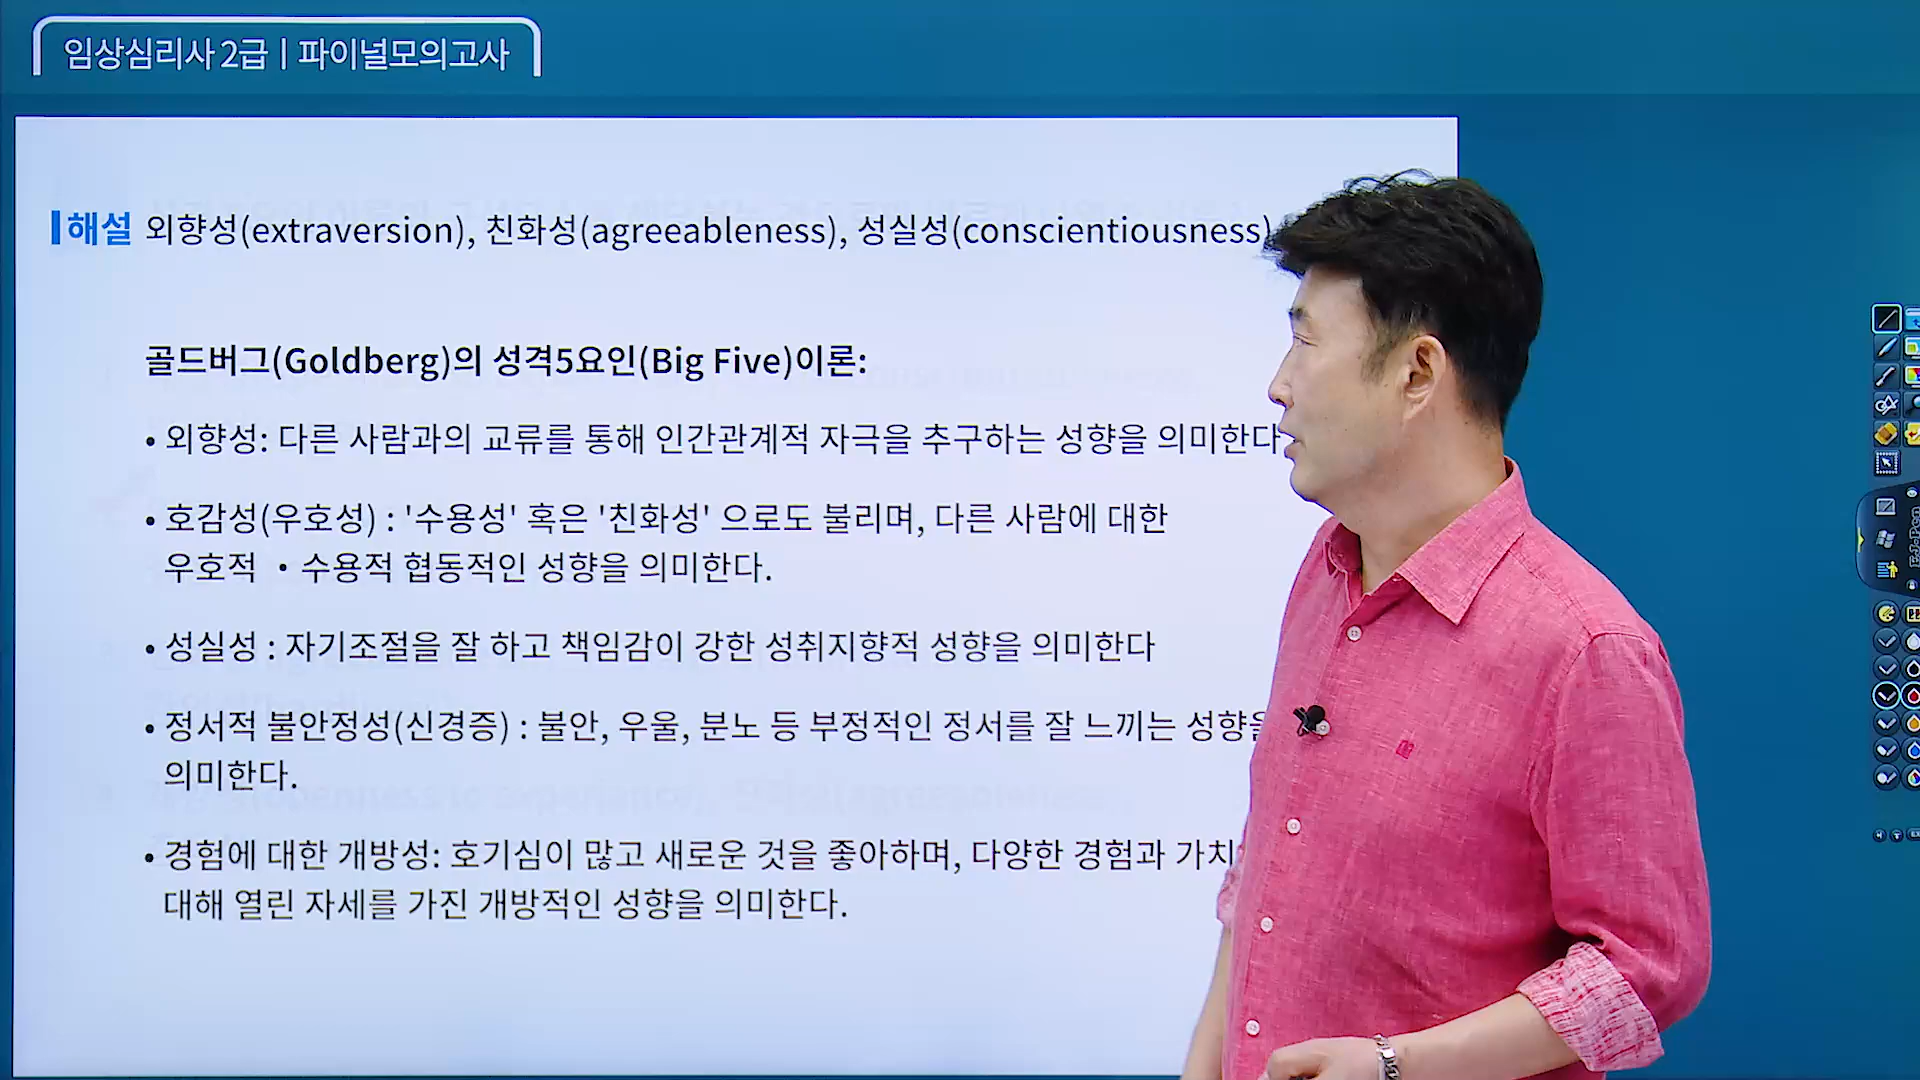 임상심리사 2급 | 파이널모의고사
해설 외향성(extraversion), 친화성(agreeableness), 성실성(conscientiousness)
골드버그(Goldberg)의 성격5요인(Big Five)이론:
• 외향성: 다른 사람과의 교류를 통해 인간관계적 자극을 추구하는 성향을 의미한다
• 호감성(우호성) : '수용성' 혹은 '친화성' 으로도 불리며, 다른 사람에 대한
우호적 • 수용적 협동적인 성향을 의미한다.
• 성실성 : 자기조절을 잘 하고 책임감이 강한 성취지향적 성향을 의미한다
• 정서적 불안정성(신경증) : 불안, 우울, 분노 등 부정적인 정서를 잘 느끼는 성향을
의미한다.
• 경험에 대한 개방성: 호기심이 많고 새로운 것을 좋아하며, 다양한 경험과 가치
대해 열린 자세를 가진 개방적인 성향을 의미한다.